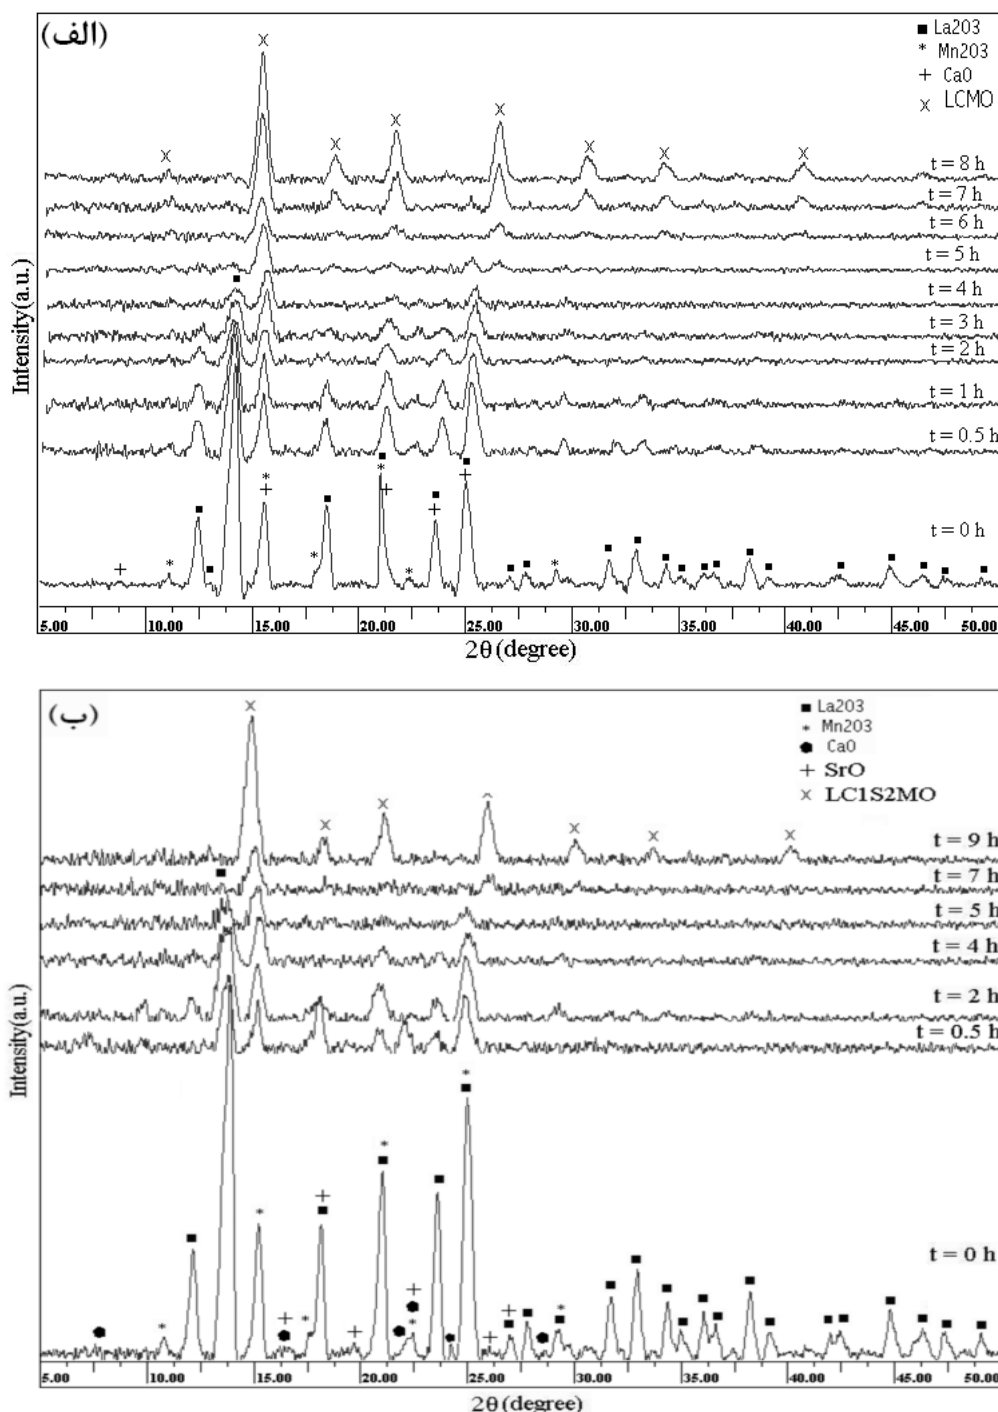 (الف)
■ La2O3
* Mn2O3
+ CaO
× LCMO
t = 8 h
t = 7 h
t = 6 h
t = 5 h
t = 4 h
t = 3 h
t = 2 h
t = 1 h
t = 0.5 h
t = 0 h
Intensity(a.u.)
5.00 10.00 15.00 20.00 25.00 30.00 35.00 40.00 45.00 50.00
2θ (degree)
(ب)
■ La2O3
* Mn2O3
● CaO
+ SrO
× LC1S2MO
t = 9 h
t = 7 h
t = 5 h
t = 4 h
t = 2 h
t = 0.5 h
t = 0 h
Intensity(a.u.)
5.00 10.00 15.00 20.00 25.00 30.00 35.00 40.00 45.00 50.00
2θ (degree)